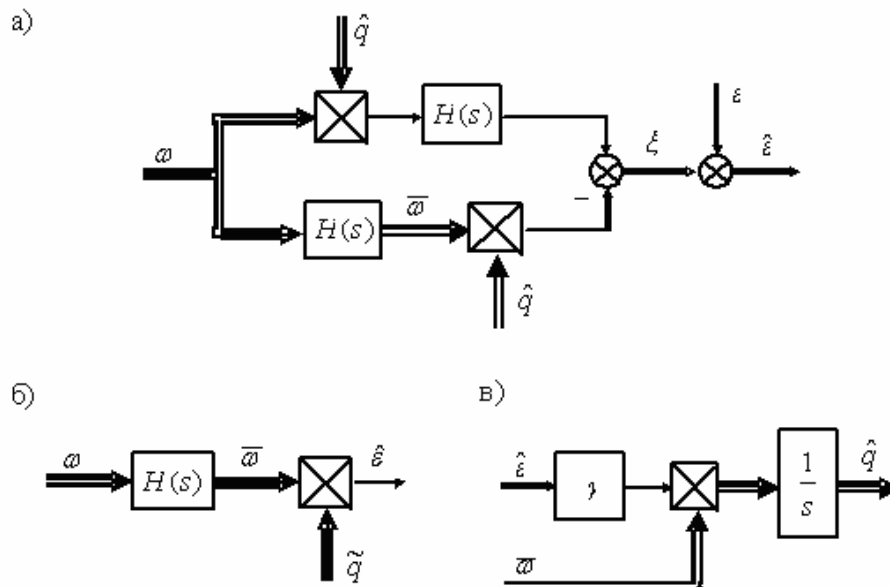 а)
q̂
H(s)
ε
ω
ξ
ε̂
H(s)
ω̅
−
q̂
б)
в)
ω
H(s)
ω̅
ε̂
q̃
ε̂
γ
1
s
q̂
ω̅